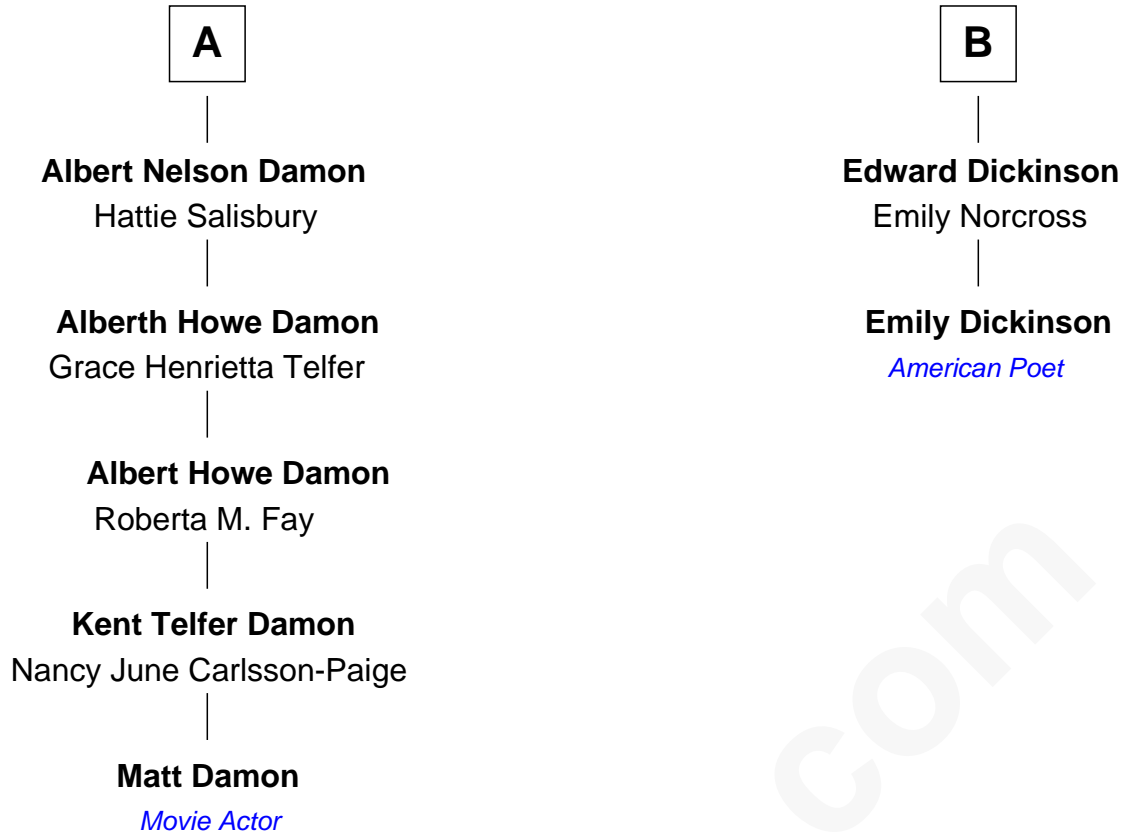 A
Albert Nelson Damon
Hattie Salisbury
Alberth Howe Damon
Grace Henrietta Telfer
Albert Howe Damon
Roberta M. Fay
Kent Telfer Damon
Nancy June Carlsson-Paige
Matt Damon
Movie Actor
B
Edward Dickinson
Emily Norcross
Emily Dickinson
American Poet
com